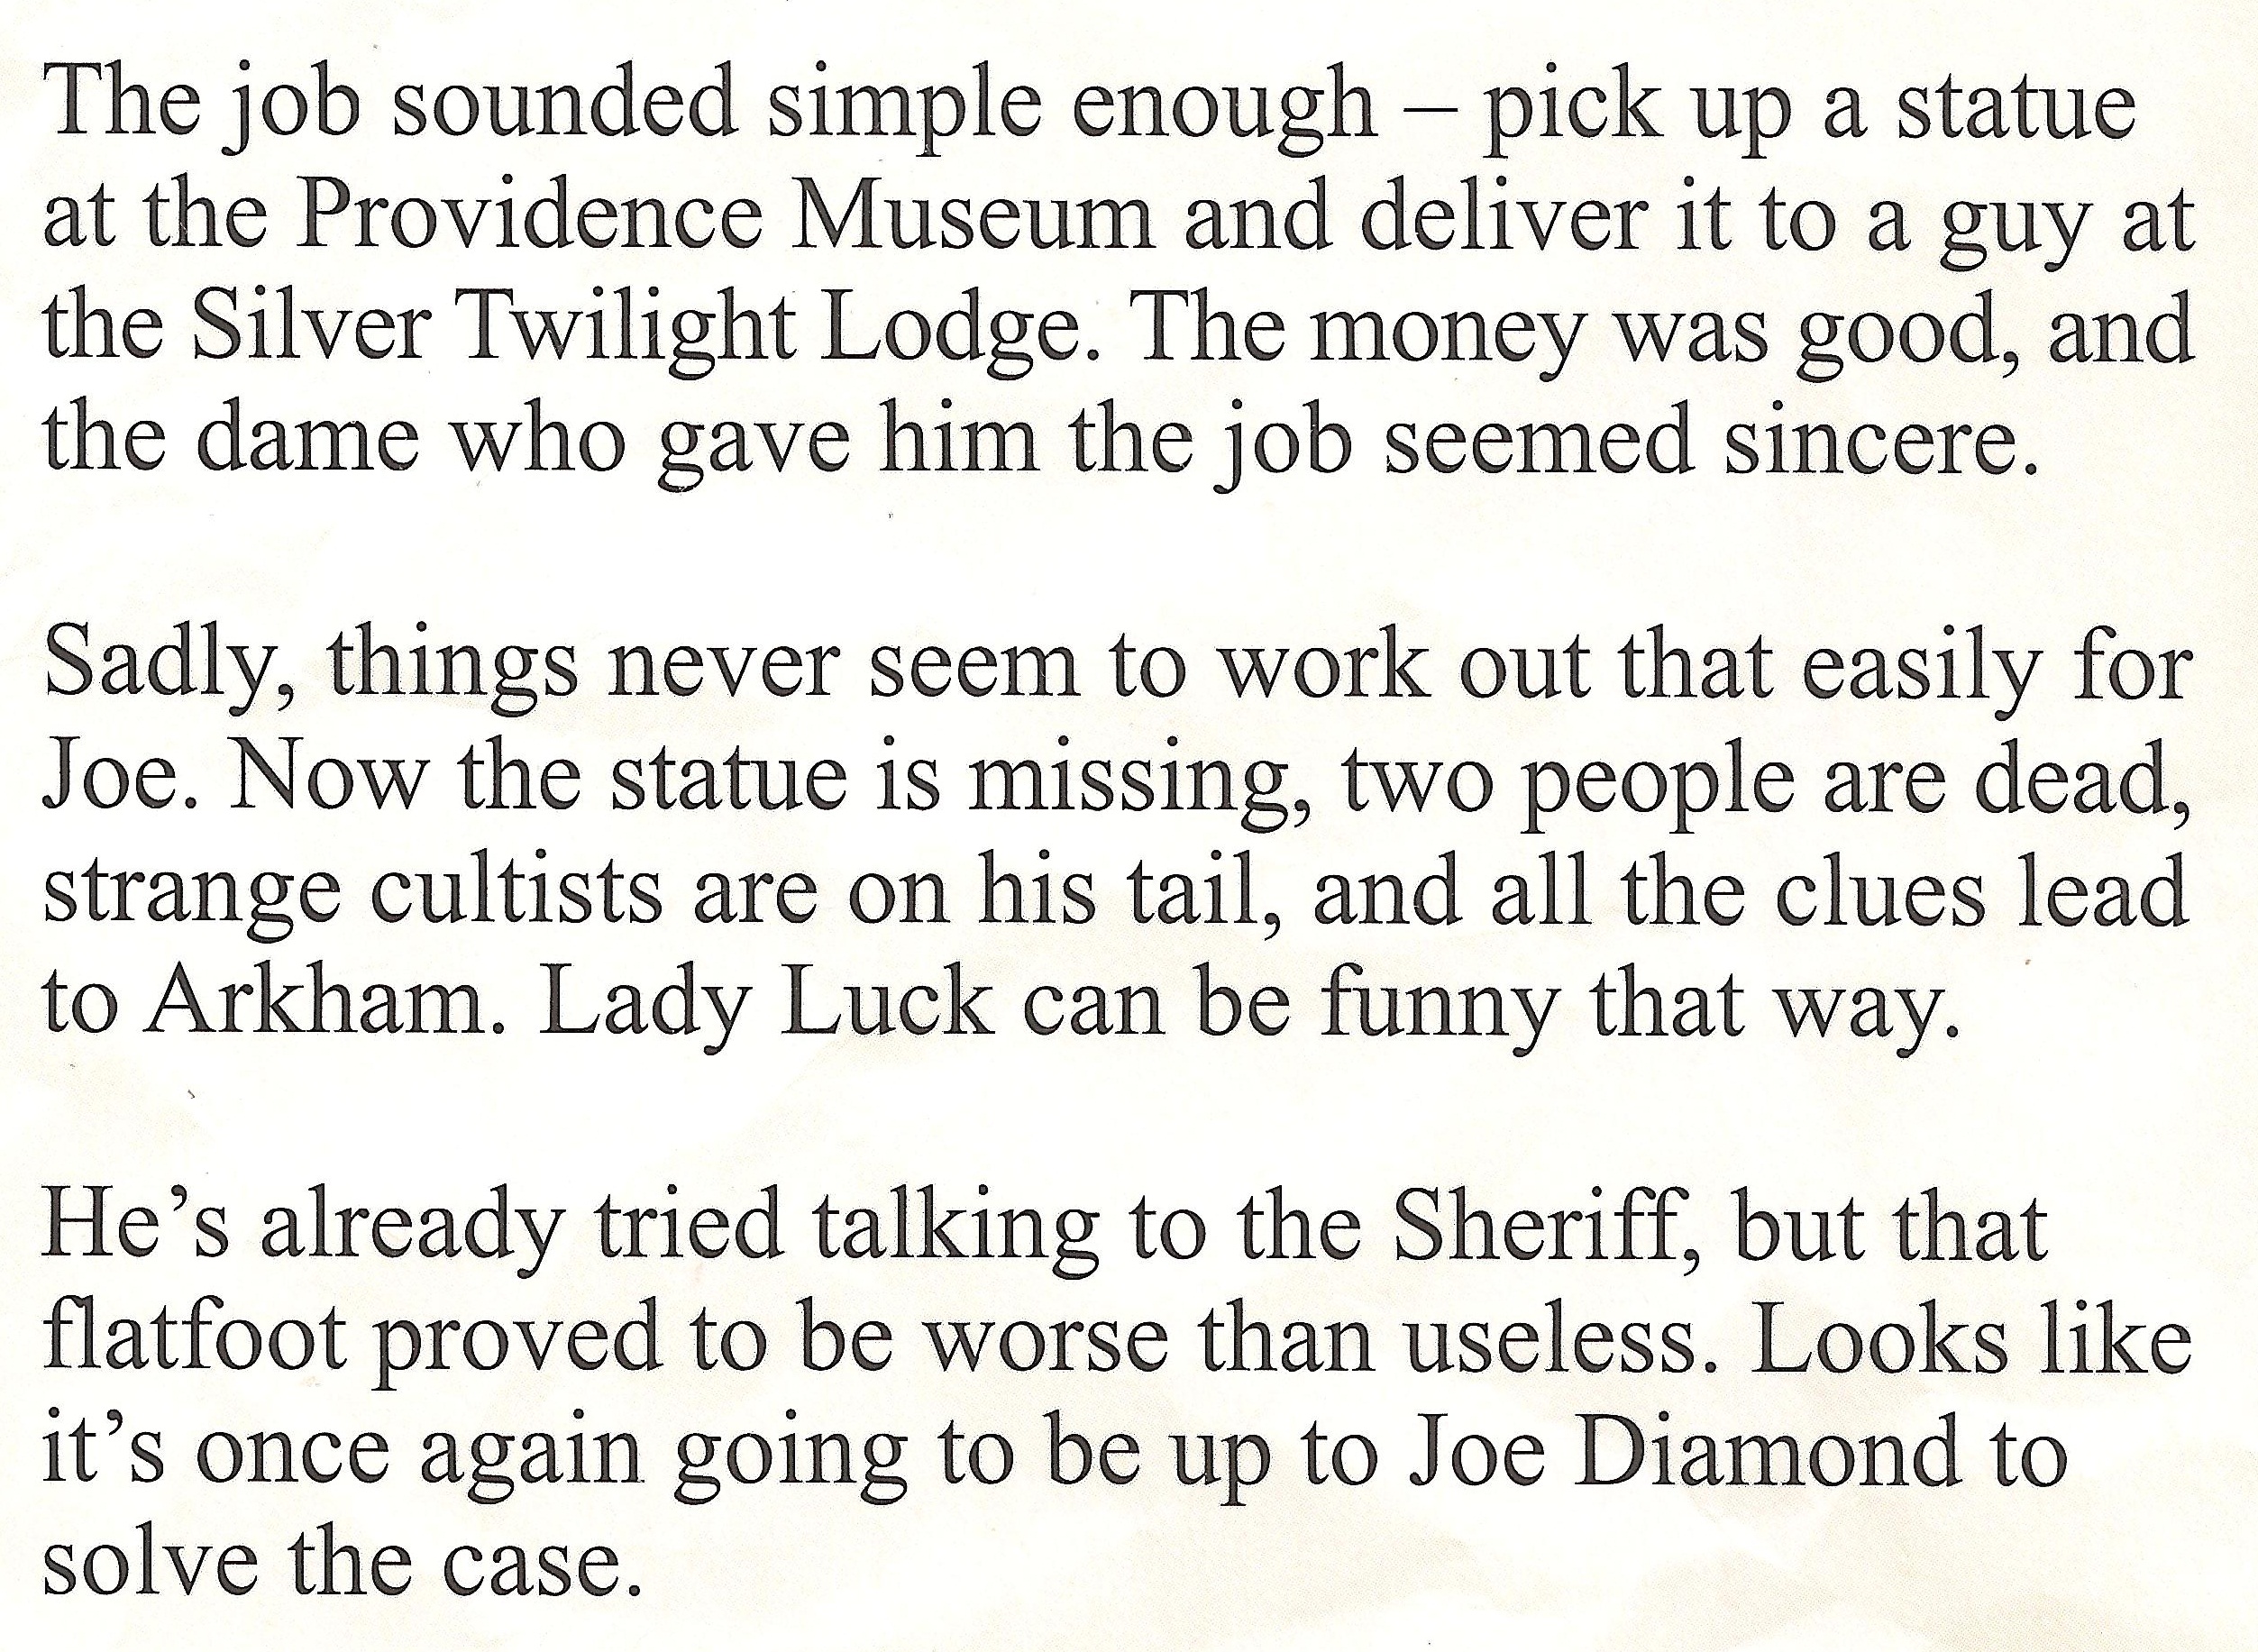 The job sounded simple enough – pick up a statue
at the Providence Museum and deliver it to a guy at
the Silver Twilight Lodge. The money was good, and
the dame who gave him the job seemed sincere.
Sadly, things never seem to work out that easily for
Joe. Now the statue is missing, two people are dead,
strange cultists are on his tail, and all the clues lead
to Arkham. Lady Luck can be funny that way.
He’s already tried talking to the Sheriff, but that
flatfoot proved to be worse than useless. Looks like
it’s once again going to be up to Joe Diamond to
solve the case.